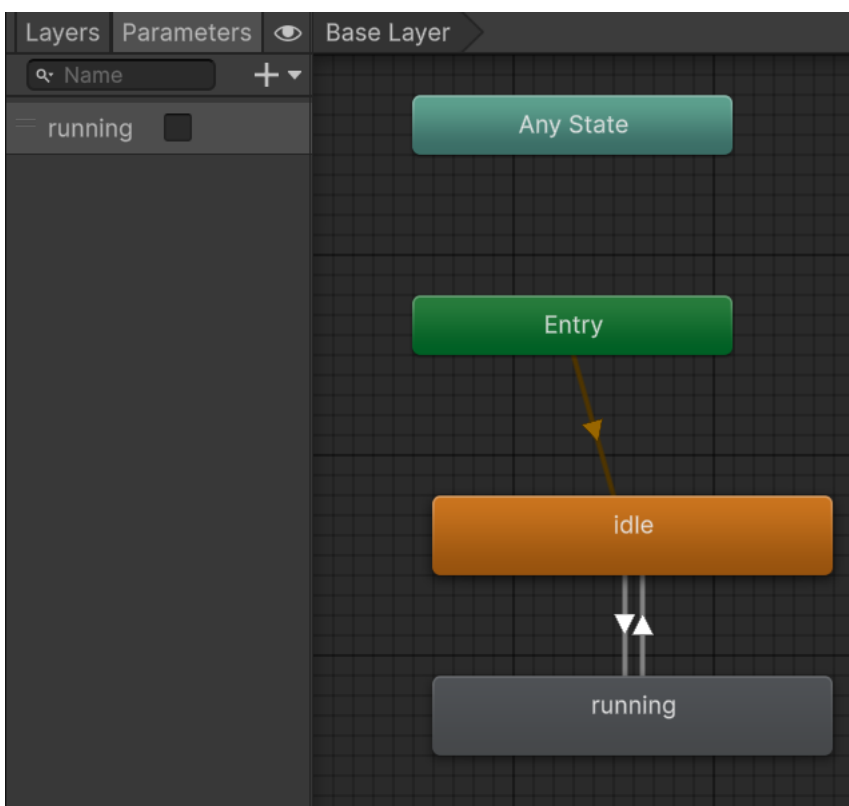 Layers Parameters Base Layer
Name
running
Any State
Entry
idle
running